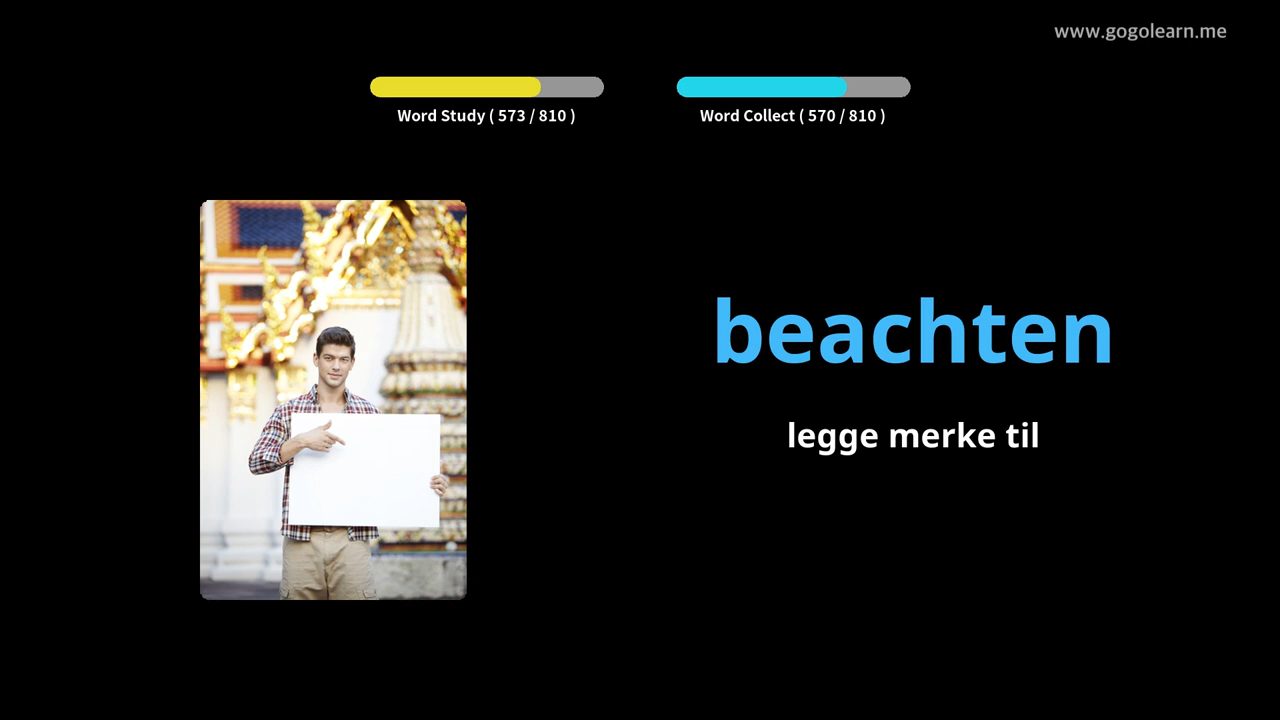 www.gogolearn.me
Word Study ( 573 / 810 )
Word Collect ( 570 / 810 )
beachten
legge merke til